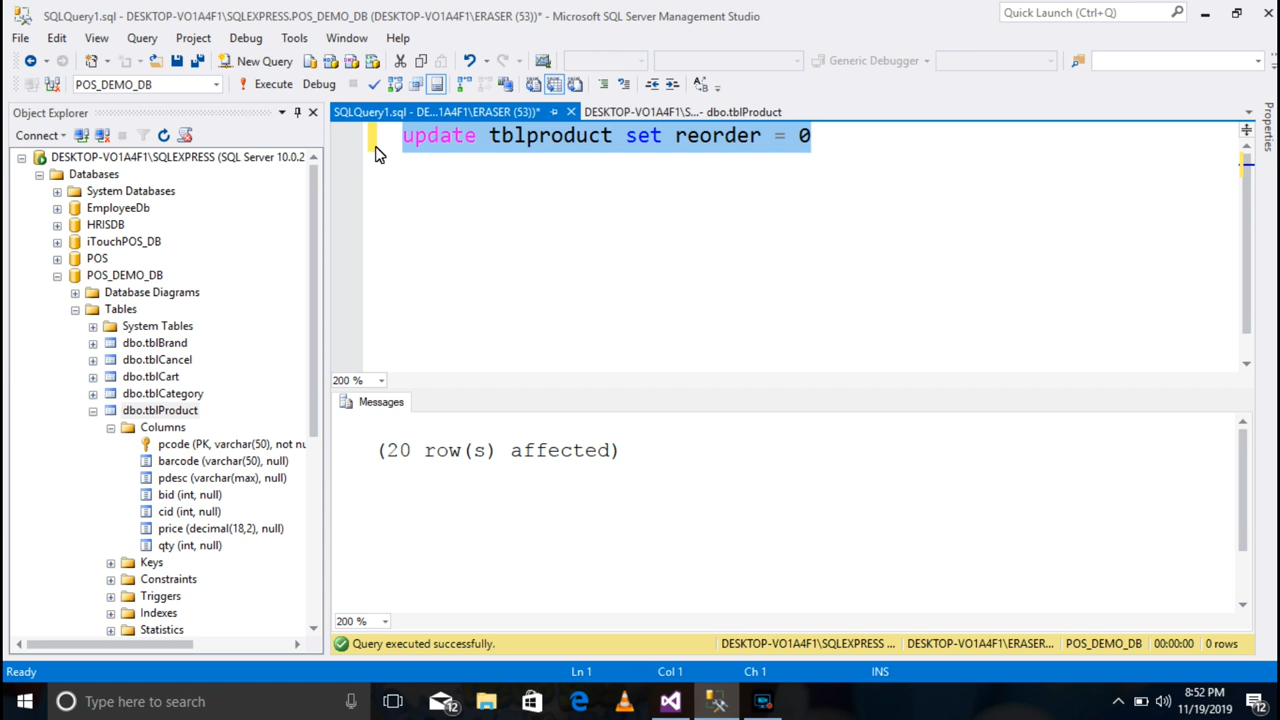 SQLQuery1.sql - DESKTOP-VO1A4F1\SQLEXPRESS.POS_DEMO_DB (DESKTOP-VO1A4F1\ERASER (53))* - Microsoft SQL Server Management Studio
Quick Launch (Ctrl+Q)
File Edit View Query Project Debug Tools Window Help
New Query
Generic Debugger
POS_DEMO_DB
Execute Debug
Object Explorer
SQLQuery1.sql - DE...1A4F1\ERASER (53))*
DESKTOP-VO1A4F1\S...- dbo.tblProduct
Properties
Connect
DESKTOP-VO1A4F1\SQLEXPRESS (SQL Server 10.0.2
Databases
System Databases
EmployeeDb
HRISDB
iTouchPOS_DB
POS
POS_DEMO_DB
Database Diagrams
Tables
System Tables
dbo.tblBrand
dbo.tblCancel
dbo.tblCart
dbo.tblCategory
dbo.tblProduct
Columns
pcode (PK, varchar(50), not nu
barcode (varchar(50), null)
pdesc (varchar(max), null)
bid (int, null)
cid (int, null)
price (decimal(18,2), null)
qty (int, null)
Keys
Constraints
Triggers
Indexes
Statistics
update tblproduct set reorder = 0
200 %
Messages
(20 row(s) affected)
200 %
Query executed successfully.
DESKTOP-VO1A4F1\SQLEXPRESS ...
DESKTOP-VO1A4F1\ERASER...
POS_DEMO_DB
00:00:00
0 rows
Ready
Ln 1
Col 1
Ch 1
INS
Type here to search
12
8:52 PM
11/19/2019
12